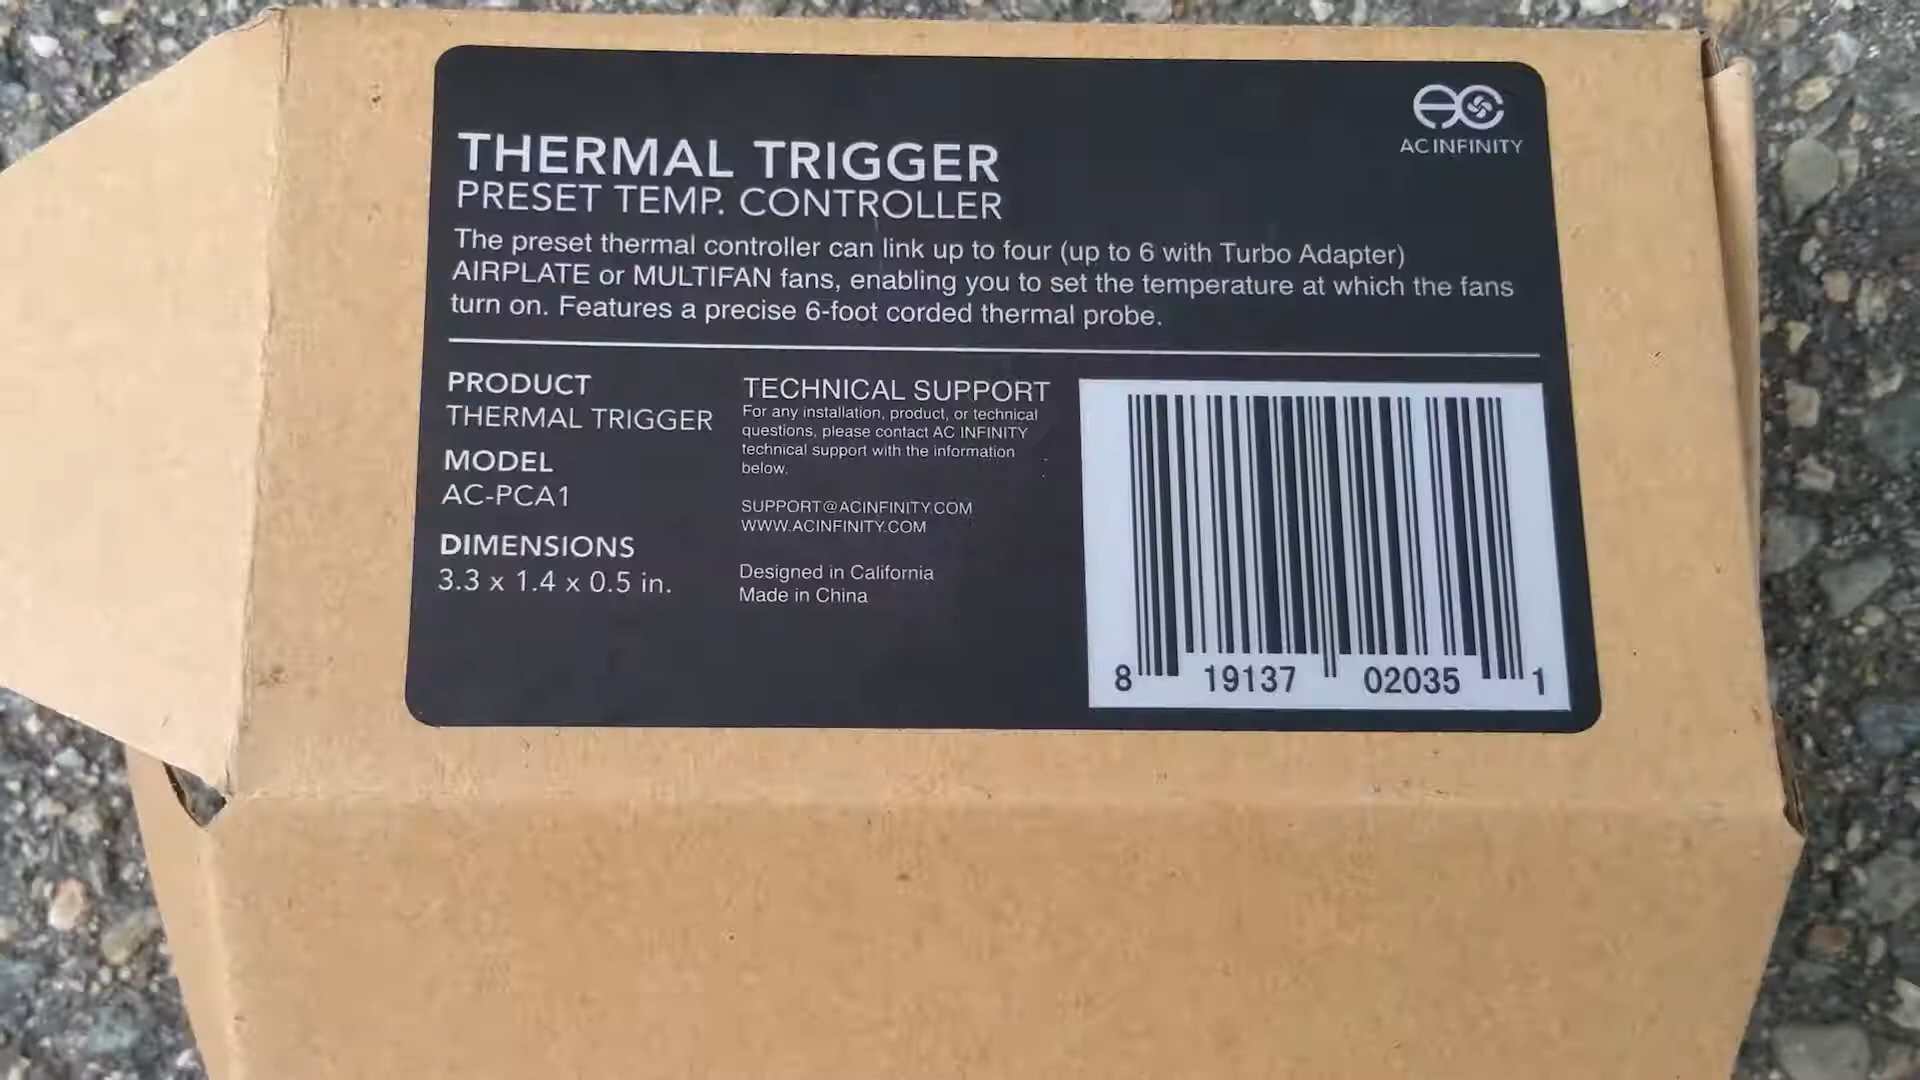 AC INFINITY
THERMAL TRIGGER
PRESET TEMP. CONTROLLER
The preset thermal controller can link up to four (up to 6 with Turbo Adapter)
AIRPLATE or MULTIFAN fans, enabling you to set the temperature at which the fans
turn on. Features a precise 6-foot corded thermal probe.
PRODUCT
THERMAL TRIGGER
MODEL
AC-PCA1
DIMENSIONS
3.3 x 1.4 x 0.5 in.
TECHNICAL SUPPORT
For any installation, product, or technical
questions, please contact AC INFINITY
technical support with the information
below.
SUPPORT@ACINFINITY.COM
WWW.ACINFINITY.COM
Designed in California
Made in China
8 19137 02035 1